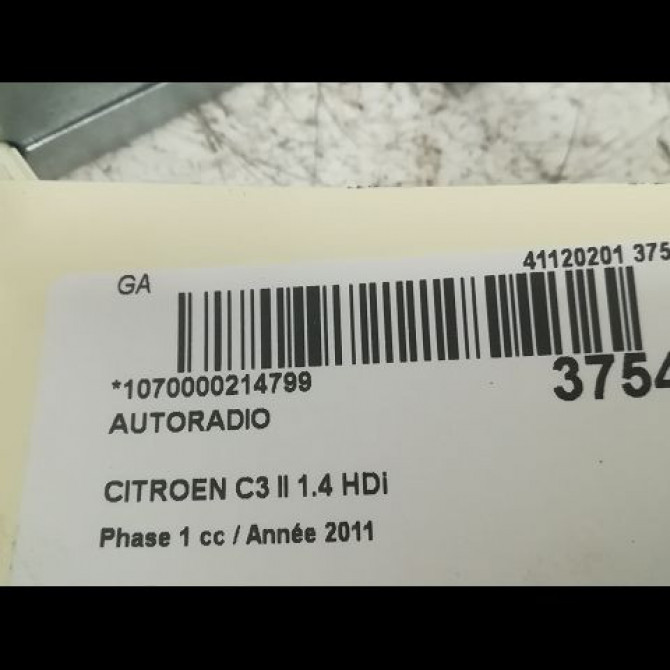 41120201 375
GA
*1070000214799
3754
AUTORADIO
CITROEN C3 II 1.4 HDi
Phase 1 cc / Année 2011